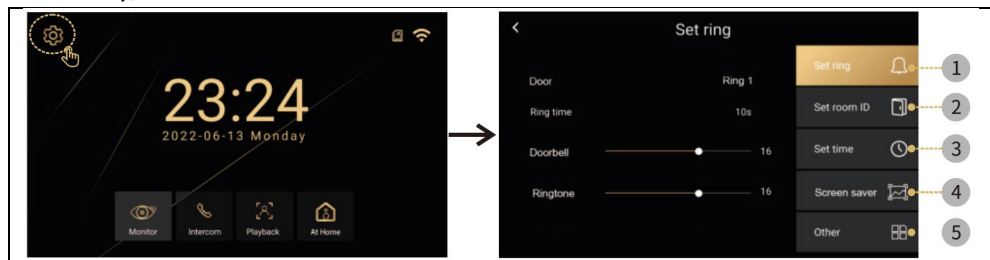 23:24
2022-06-13 Monday
Monitor Intercom Playback At Home
Set ring
Door Ring 1
Ring time 10s
Doorbell 16
Ringtone 16
Set ring 1
Set room ID 2
Set time 3
Screen saver 4
Other 5